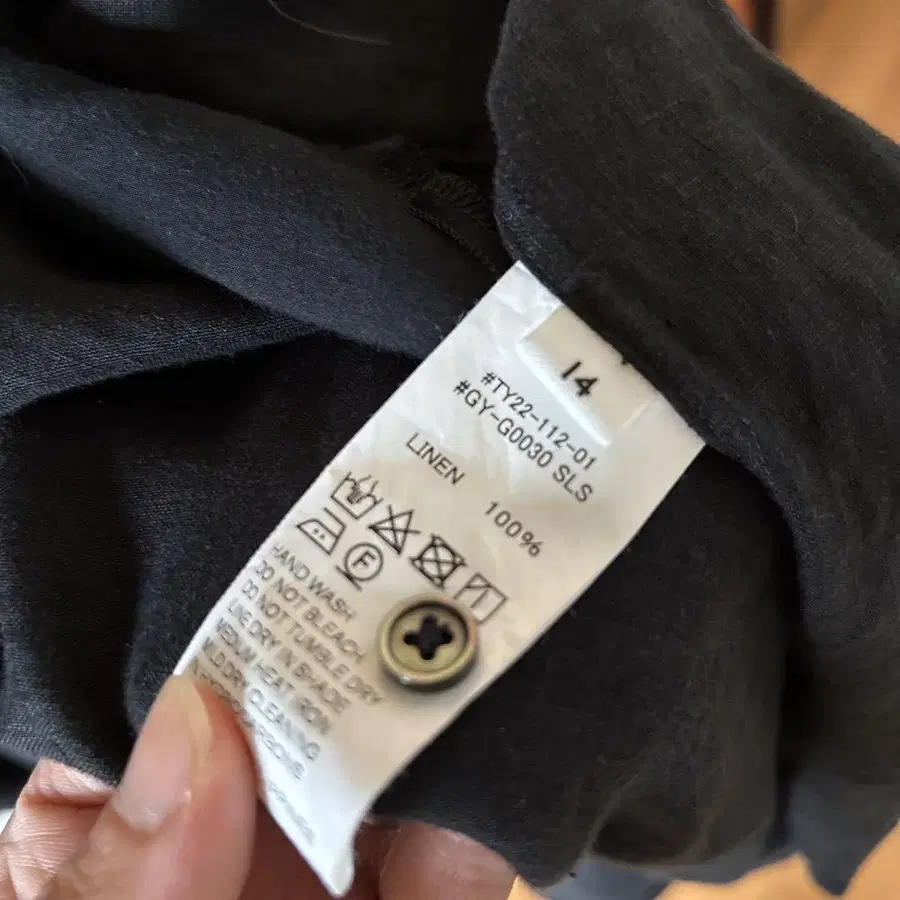 14
#TY22-112-01
#GY-G0030 SLS
LINEN 100%
F
HAND WASH
DO NOT BLEACH
DO NOT TUMBLE DRY
LINE DRY IN SHADE
MEDIUM HEAT IRON
MILD DRY CLEANING